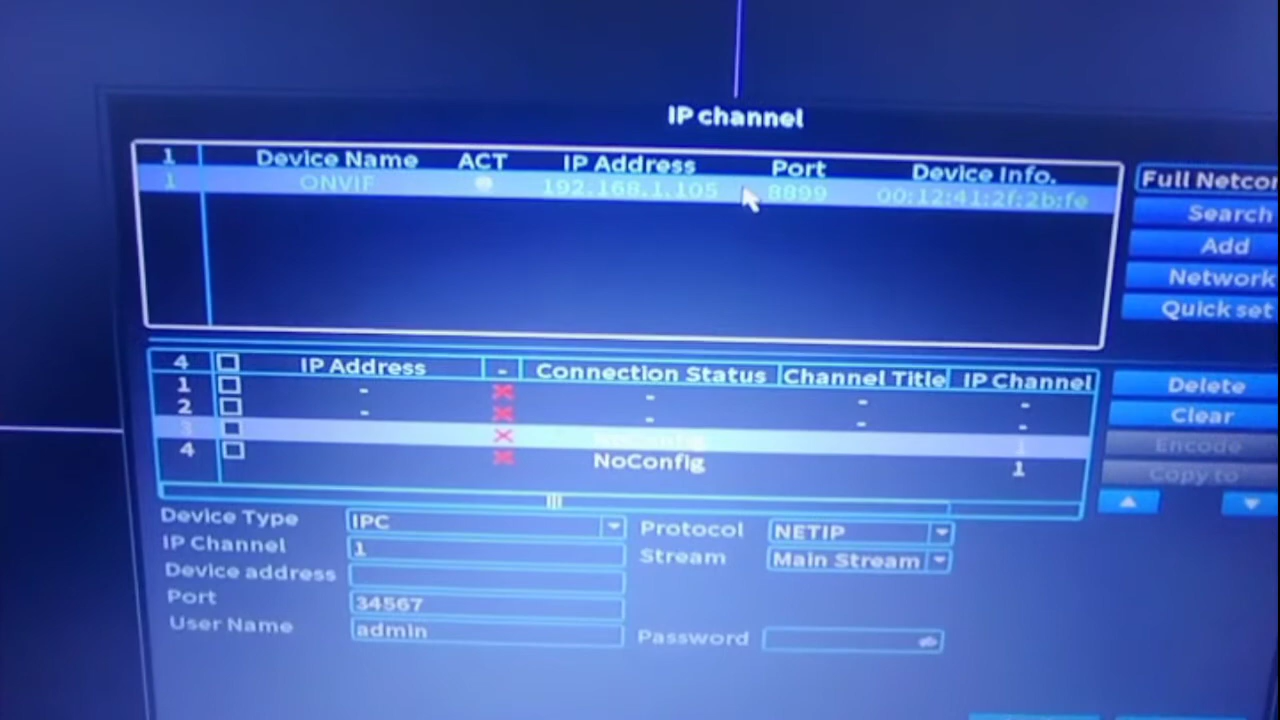 IP channel
1 Device Name ACT IP Address Port Device Info.
1 ONVIF 192.168.1.105 8899 00:12:41:2f:2b:fe
Full Netcor
Search
Add
Network
Quick set
4 IP Address - Connection Status Channel Title IP Channel
1 - - - -
2 - - - -
3 NoConfig 1
4 NoConfig 1
Delete
Clear
Encode
Copy to
Device Type IPC Protocol NETIP
IP Channel 1 Stream Main Stream
Device address
Port 34567
User Name admin Password